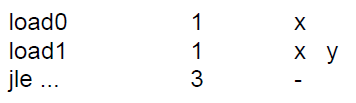 load0 1 x
load1 1 x y
jle ... 3 -